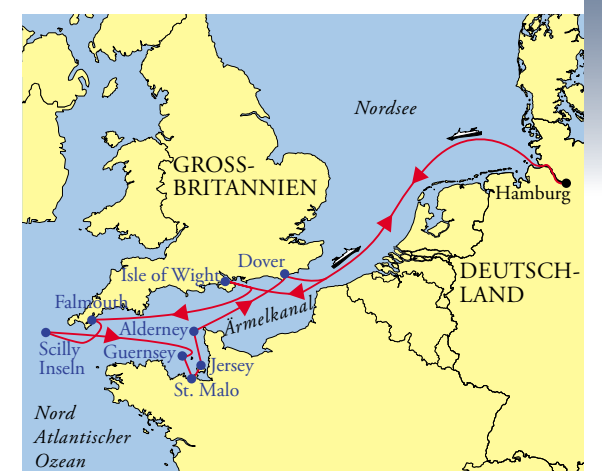 Nordsee
GROSS-
BRITANNIEN
Hamburg
Dover
DEUTSCH-
LAND
Isle of Wight
Falmouth
Ärmelkanal
Alderney
Scilly
Inseln
Guernsey
Jersey
St. Malo
Nord
Atlantischer
Ozean